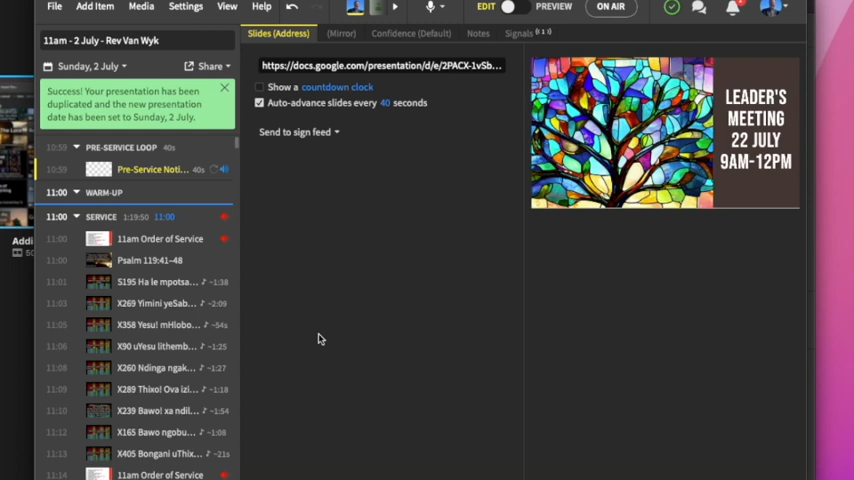 File Add Item Media Settings View Help EDIT PREVIEW ON AIR
11am - 2 July - Rev Van Wyk
Sunday, 2 July Share
Success! Your presentation has been
duplicated and the new presentation
date has been set to Sunday, 2 July.
10:59 PRE-SERVICE LOOP 40s
10:59 Pre-Service Noti... 40s
11:00 WARM-UP
11:00 SERVICE 1:19:50 11:00
11:00 11am Order of Service
11:00 Psalm 119:41–48
11:01 S195 Ha le mpotsa... ~1:38
11:03 X269 Yimini yeSab... ~2:09
11:05 X358 Yesu! mHlobo... ~54s
11:06 X90 uYesu lithemb... ~1:25
11:08 X260 Ndinga ngak... ~1:27
11:09 X289 Thixo! Ova izi... ~1:18
11:10 X239 Bawo! xa ndil... ~1:54
11:12 X165 Bawo ngobu... ~1:08
11:13 X405 Bongani uThix... ~21s
11:14 11am Order of Service
Slides (Address) (Mirror) Confidence (Default) Notes Signals
https://docs.google.com/presentation/d/e/2PACX-1vSb...
Show a countdown clock
Auto-advance slides every 40 seconds
Send to sign feed
LEADER'S
MEETING
22 JULY
9AM-12PM
Addi